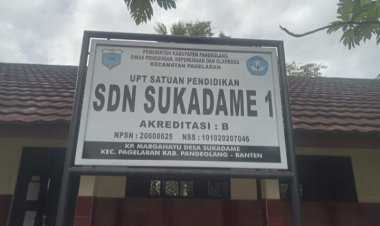 PEMERINTAH KABUPATEN PANDEGLANG
DINAS PENDIDIKAN, KEPEMUDAAN DAN OLAHRAGA
KECAMATAN PAGELARAN
UPT SATUAN PENDIDIKAN
SDN SUKADAME 1
AKREDITASI : B
NPSN : 20600625 NSS : 101020207046
KP. MARGAHAYU DESA SUKADAME
KEC. PAGELARAN KAB. PANDEGLANG - BANTEN